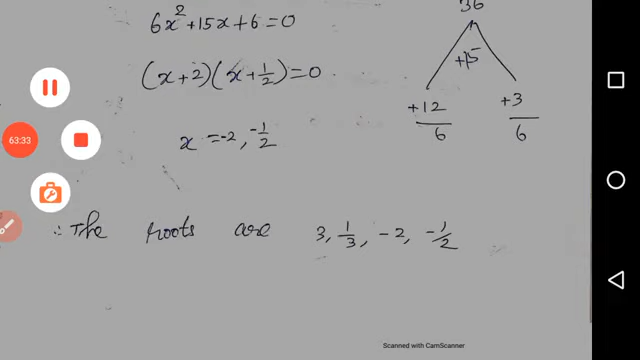 36
6x² + 15x + 6 = 0
+15
(x + 2)(x + 1/2) = 0
+12/6 +3/6
x = -2, -1/2
63:33
∴ The roots are 3, 1/3, -2, -1/2
Scanned with CamScanner